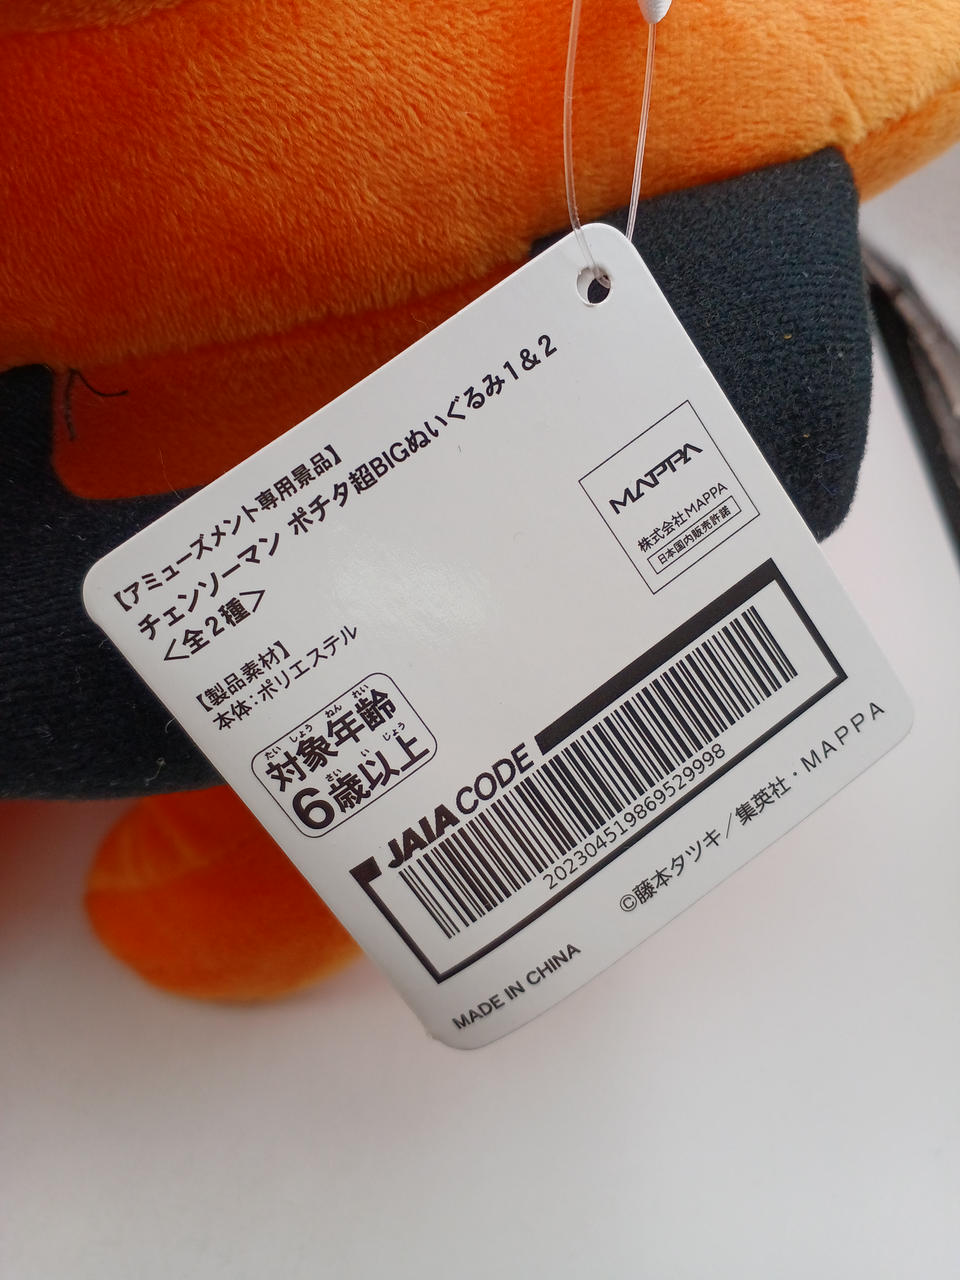 【アミューズメント専用景品】
チェンソーマン ポチタ超BIGぬいぐるみ1&2
<全2種>
【製品素材】
本体:ポリエステル
たい しょう ねん れい
対象年齢
さい い じょう
6歳以上
MAPPA
株式会社MAPPA
日本国内販売許諾
JAIA CODE
2023045198695299​98
©藤本タツキ/集英社・MAPPA
MADE IN CHINA